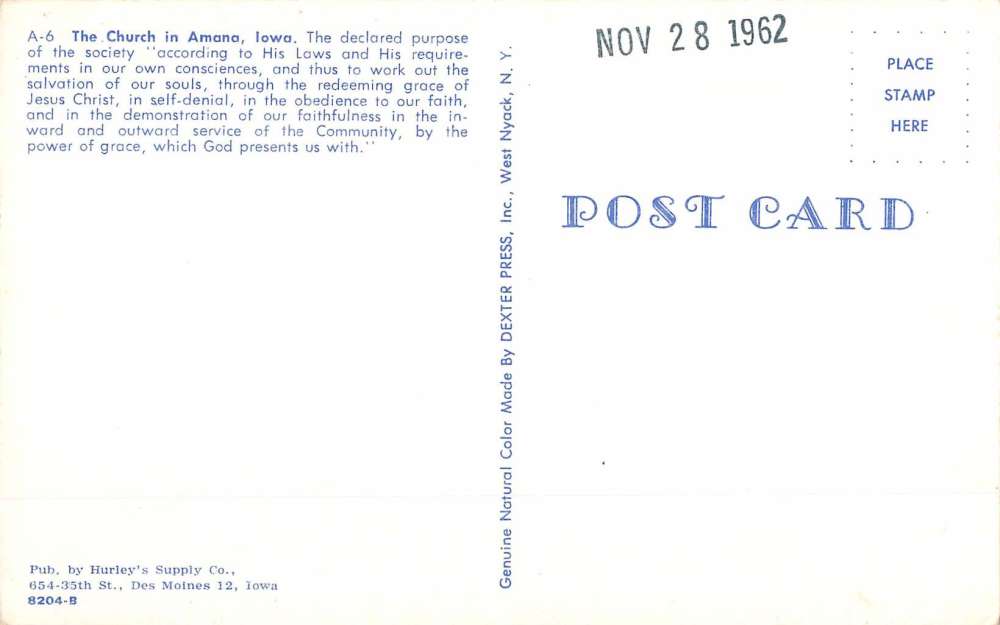 A-6 The Church in Amana, Iowa. The declared purpose
of the society "according to His Laws and His require-
ments in our own consciences, and thus to work out the
salvation of our souls, through the redeeming grace of
Jesus Christ, in self-denial, in the obedience to our faith,
and in the demonstration of our faithfulness in the in-
ward and outward service of the Community, by the
power of grace, which God presents us with."
Pub. by Hurley's Supply Co.,
654-35th St., Des Moines 12, Iowa
8204-B
Genuine Natural Color Made By DEXTER PRESS, Inc., West Nyack, N. Y.
NOV 28 1962
PLACE
STAMP
HERE
POST CARD